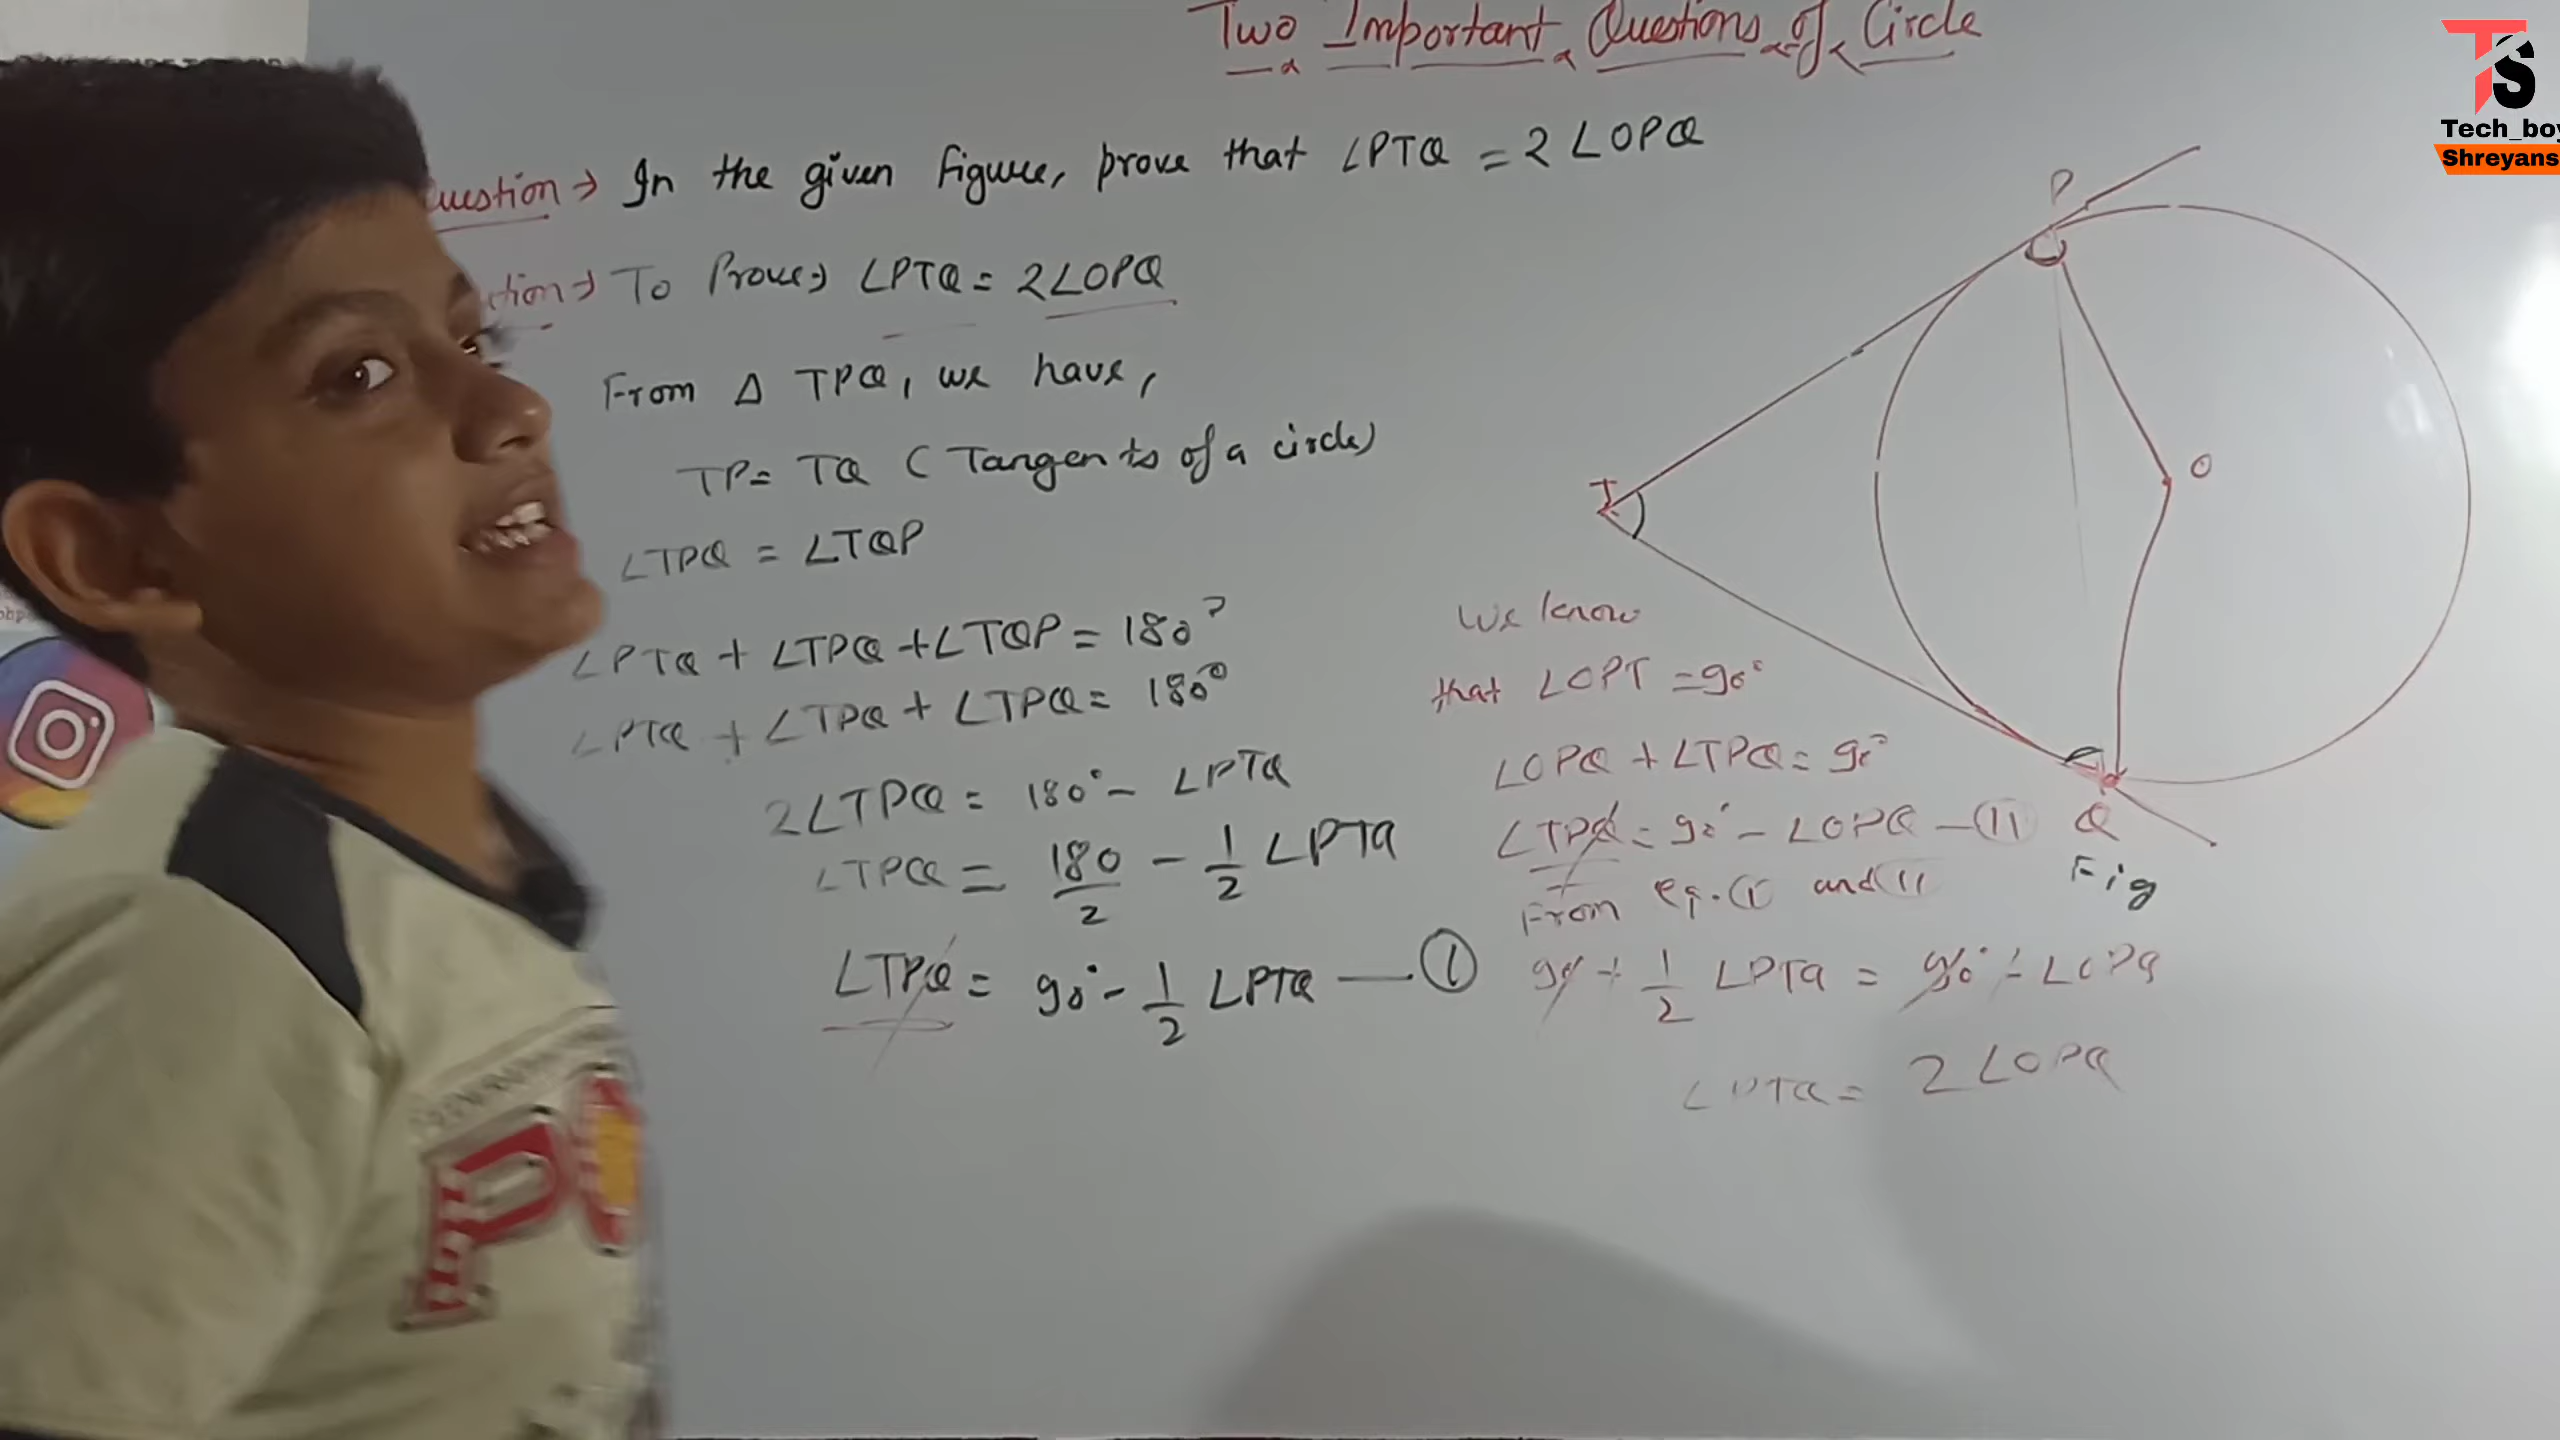 Two Important Questions of Circle
TS
Tech_boy
Shreyans
uestion → In the given figure, prove that ∠PTQ = 2 ∠OPQ
ction → To Prove → ∠PTQ = 2∠OPQ
From Δ TPQ, we have,
TP = TQ ( Tangents of a circle)
∠TPQ = ∠TQP
∠PTQ + ∠TPQ + ∠TQP = 180°
∠PTQ + ∠TPQ + ∠TPQ = 180°
2∠TPQ = 180° - ∠PTQ
∠TPQ = 180/2 - 1/2 ∠PTQ
∠TPQ = 90° - 1/2 ∠PTQ — (1)
We know
that ∠OPT = 90°
∠OPQ + ∠TPQ = 90°
∠TPQ = 90° - ∠OPQ — (11)
From eq. (1) and 11
90 + 1/2 ∠PTQ = 90° - ∠OPQ
∠PTQ = 2 ∠OPQ
P
T
O
Q
Fig